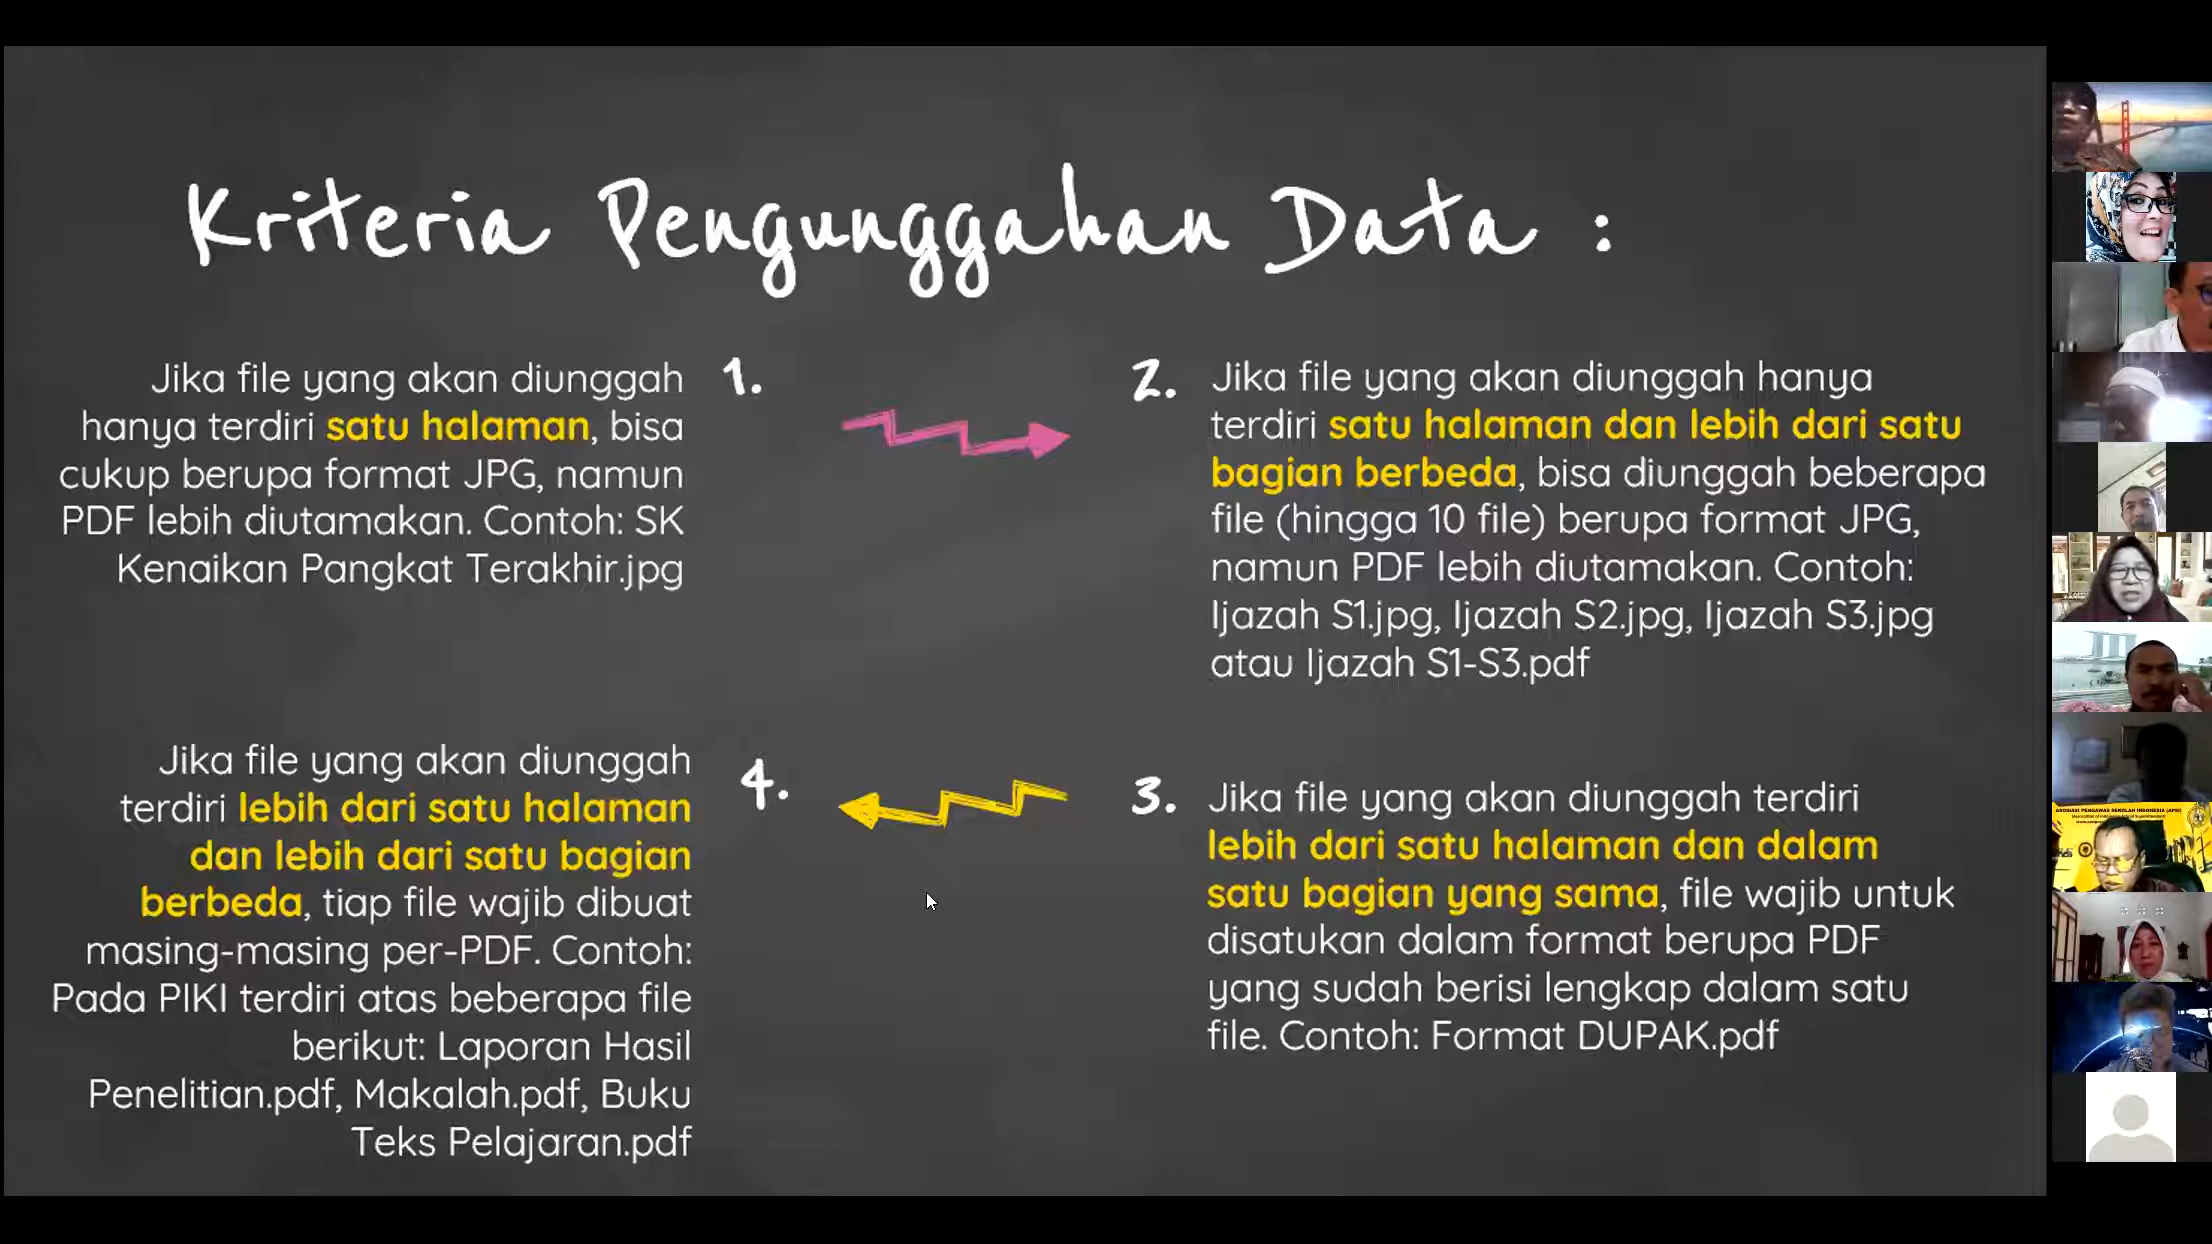 Kriteria Pengunggahan Data :
1.
Jika file yang akan diunggah
hanya terdiri satu halaman, bisa
cukup berupa format JPG, namun
PDF lebih diutamakan. Contoh: SK
Kenaikan Pangkat Terakhir.jpg
2.
Jika file yang akan diunggah hanya
terdiri satu halaman dan lebih dari satu
bagian berbeda, bisa diunggah beberapa
file (hingga 10 file) berupa format JPG,
namun PDF lebih diutamakan. Contoh:
Ijazah S1.jpg, Ijazah S2.jpg, Ijazah S3.jpg
atau Ijazah S1-S3.pdf
3.
Jika file yang akan diunggah terdiri
lebih dari satu halaman dan dalam
satu bagian yang sama, file wajib untuk
disatukan dalam format berupa PDF
yang sudah berisi lengkap dalam satu
file. Contoh: Format DUPAK.pdf
4.
Jika file yang akan diunggah
terdiri lebih dari satu halaman
dan lebih dari satu bagian
berbeda, tiap file wajib dibuat
masing-masing per-PDF. Contoh:
Pada PIKI terdiri atas beberapa file
berikut: Laporan Hasil
Penelitian.pdf, Makalah.pdf, Buku
Teks Pelajaran.pdf
ASOSIASI PENGAWAS SEKOLAH INDONESIA (APSI)